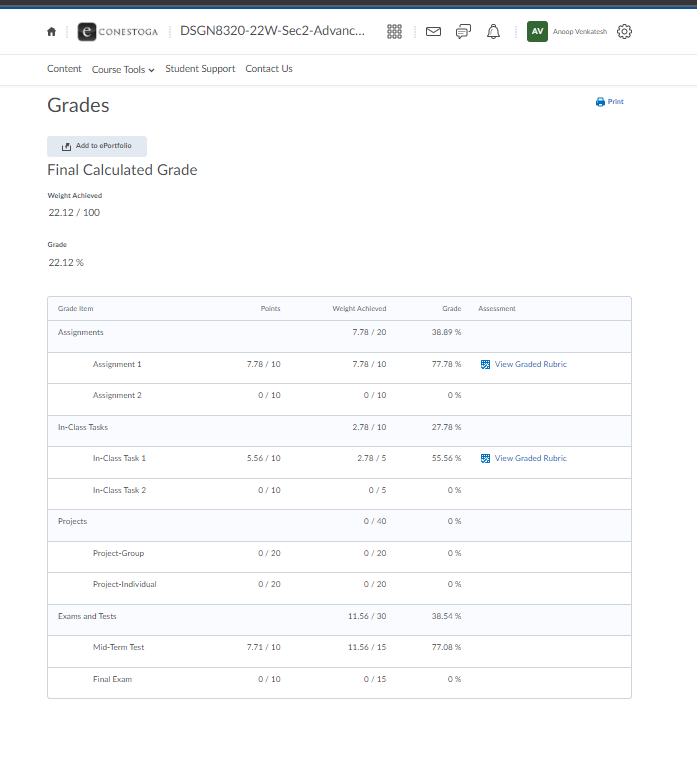 e CONESTOGA DSGN8320-22W-Sec2-Advanc... AV Anoop Venkatesh
Content Course Tools Student Support Contact Us
Grades
Print
Add to ePortfolio
Final Calculated Grade
Weight Achieved
22.12 / 100
Grade
22.12 %
Grade Item Points Weight Achieved Grade Assessment
Assignments 7.78 / 20 38.89 %
Assignment 1 7.78 / 10 7.78 / 10 77.78 % View Graded Rubric
Assignment 2 0 / 10 0 / 10 0 %
In-Class Tasks 2.78 / 10 27.78 %
In-Class Task 1 5.56 / 10 2.78 / 5 55.56 % View Graded Rubric
In-Class Task 2 0 / 10 0 / 5 0 %
Projects 0 / 40 0 %
Project-Group 0 / 20 0 / 20 0 %
Project-Individual 0 / 20 0 / 20 0 %
Exams and Tests 11.56 / 30 38.54 %
Mid-Term Test 7.71 / 10 11.56 / 15 77.08 %
Final Exam 0 / 10 0 / 15 0 %